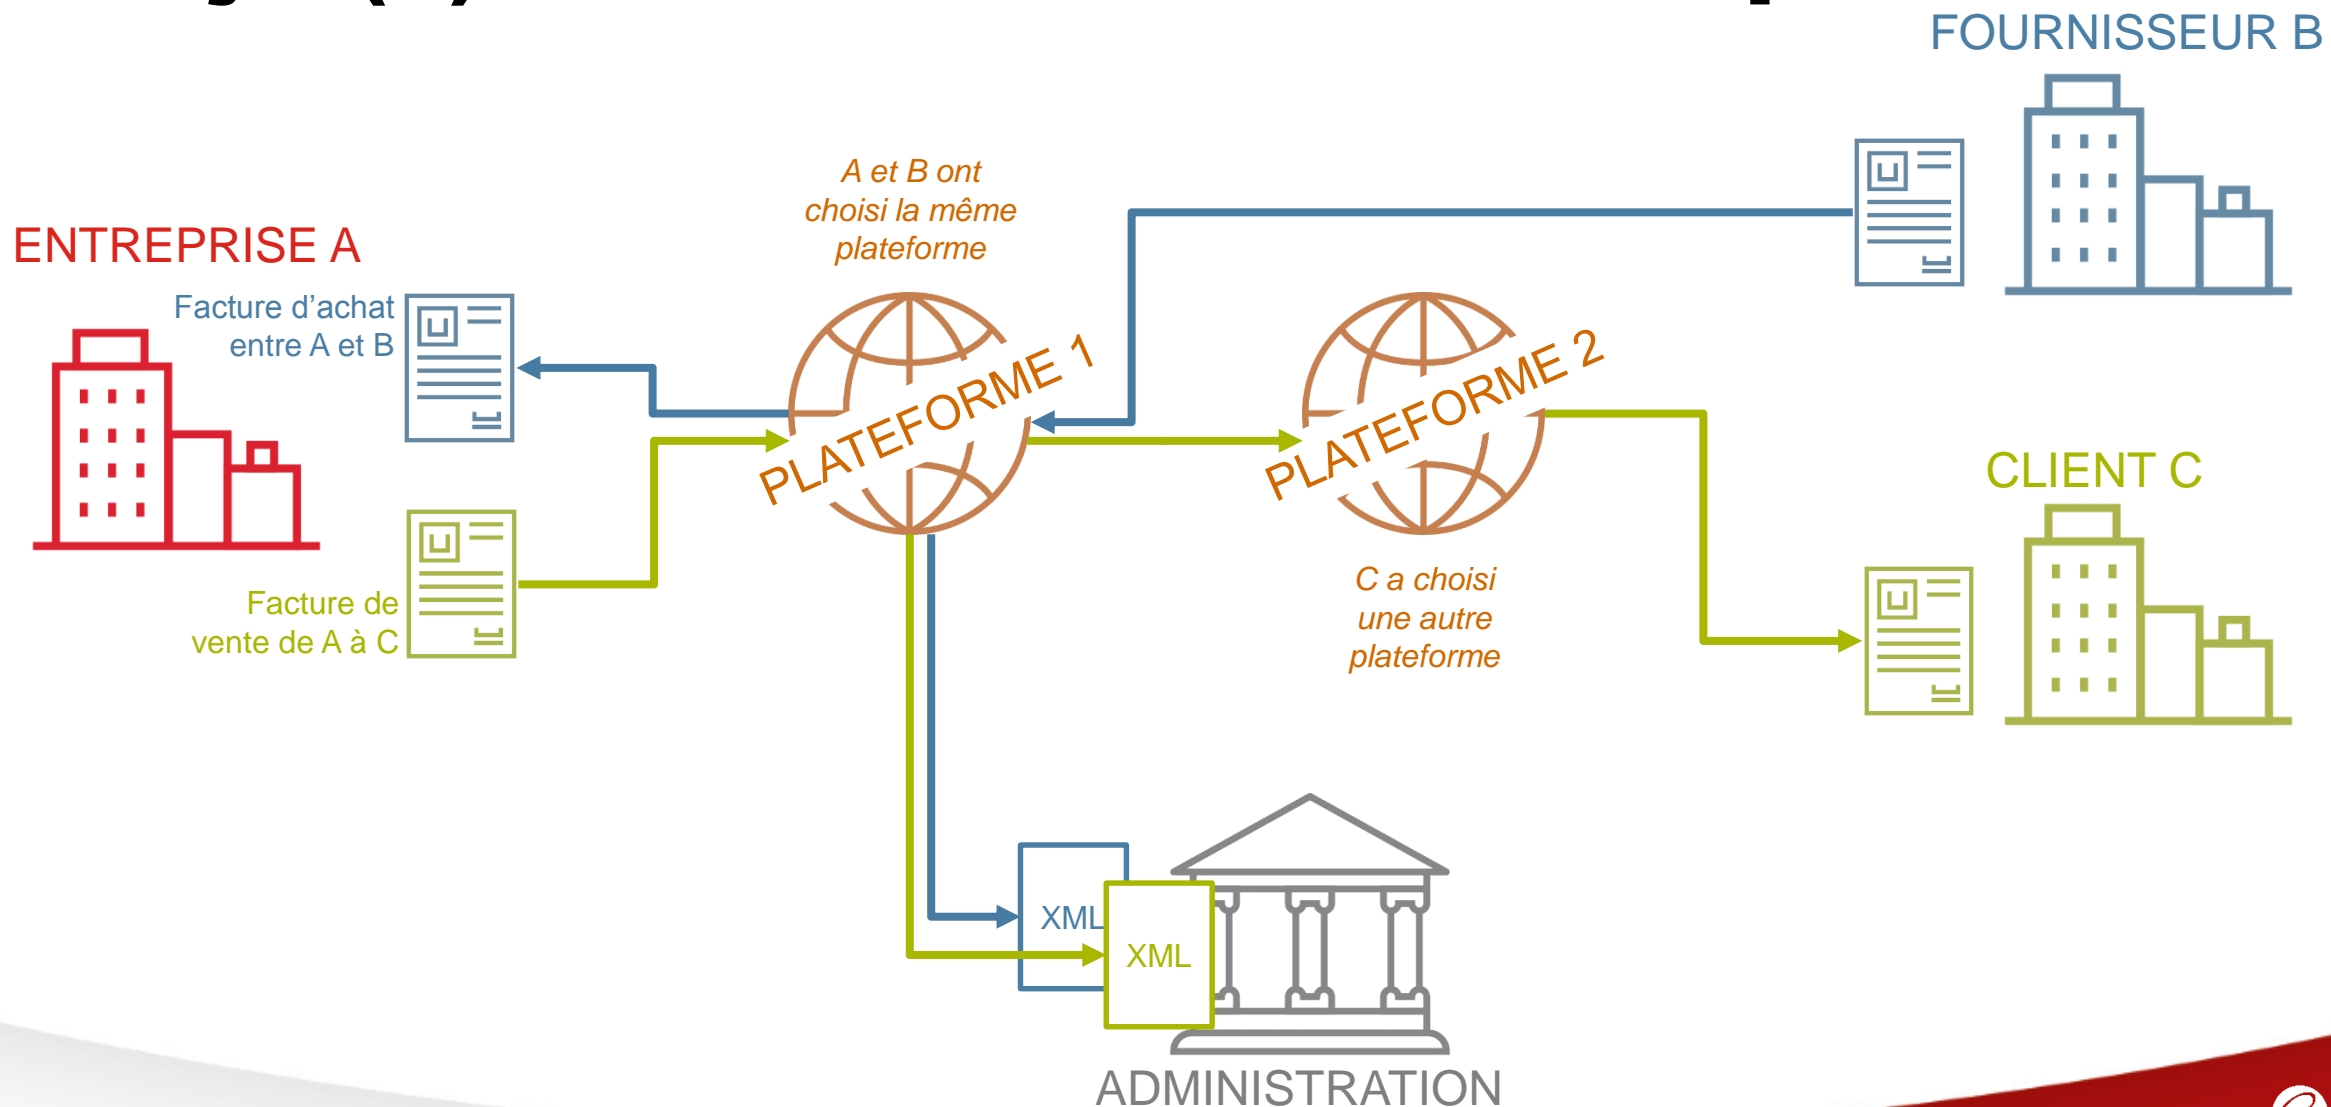 FOURNISSEUR B
A et B ont
choisi la même
plateforme
ENTREPRISE A
Facture d’achat
entre A et B
PLATEFORME 1
PLATEFORME 2
CLIENT C
Facture de
vente de A à C
C a choisi
une autre
plateforme
XML
XML
ADMINISTRATION